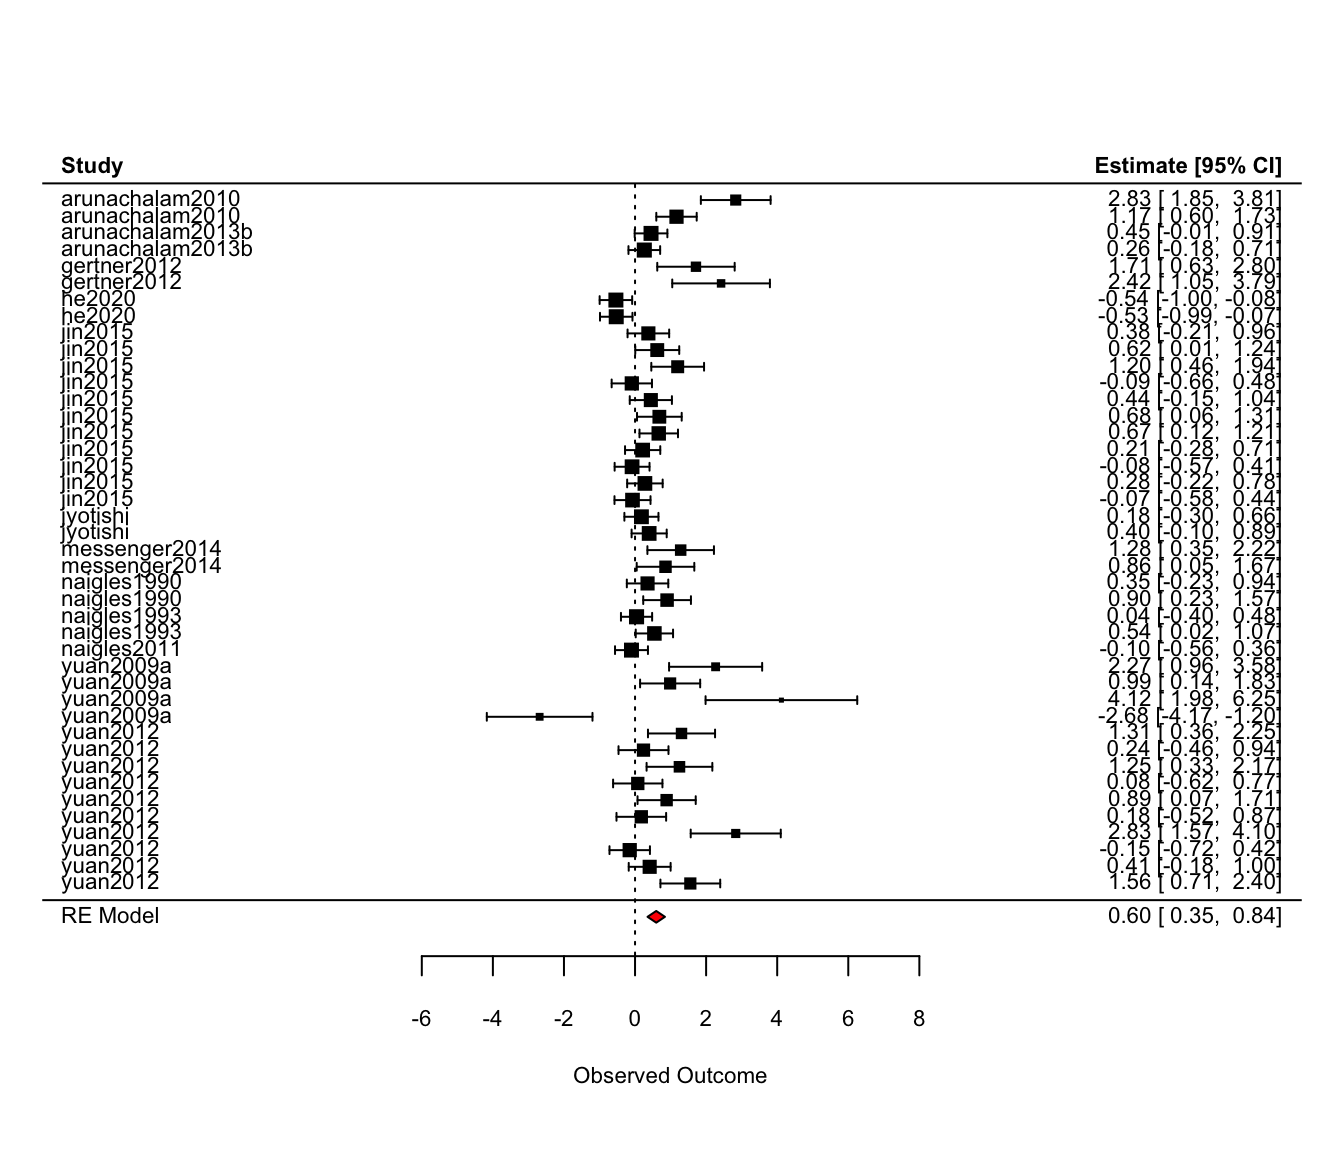 Study Estimate [95% CI]
arunachalam2010 2.83 [ 1.85, 3.81]
arunachalam2010 1.17 [ 0.60, 1.73]
arunachalam2013b 0.45 [-0.01, 0.91]
arunachalam2013b 0.26 [-0.18, 0.71]
gertner2012 1.71 [ 0.63, 2.80]
gertner2012 2.42 [ 1.05, 3.79]
he2020 -0.54 [-1.00, -0.08]
he2020 -0.53 [-0.99, -0.07]
jin2015 0.38 [-0.21, 0.96]
jin2015 0.62 [ 0.01, 1.24]
jin2015 1.20 [ 0.46, 1.94]
jin2015 -0.09 [-0.66, 0.48]
jin2015 0.44 [-0.15, 1.04]
jin2015 0.68 [ 0.06, 1.31]
jin2015 0.67 [ 0.12, 1.21]
jin2015 0.21 [-0.28, 0.71]
jin2015 -0.08 [-0.57, 0.41]
jin2015 0.28 [-0.22, 0.78]
jin2015 -0.07 [-0.58, 0.44]
jyotishi 0.18 [-0.30, 0.66]
jyotishi 0.40 [-0.10, 0.89]
messenger2014 1.28 [ 0.35, 2.22]
messenger2014 0.86 [ 0.05, 1.67]
naigles1990 0.35 [-0.23, 0.94]
naigles1990 0.90 [ 0.23, 1.57]
naigles1993 0.04 [-0.40, 0.48]
naigles1993 0.54 [ 0.02, 1.07]
naigles2011 -0.10 [-0.56, 0.36]
yuan2009a 2.27 [ 0.96, 3.58]
yuan2009a 0.99 [ 0.14, 1.83]
yuan2009a 4.12 [ 1.98, 6.25]
yuan2009a -2.68 [-4.17, -1.20]
yuan2012 1.31 [ 0.36, 2.25]
yuan2012 0.24 [-0.46, 0.94]
yuan2012 1.25 [ 0.33, 2.17]
yuan2012 0.08 [-0.62, 0.77]
yuan2012 0.89 [ 0.07, 1.71]
yuan2012 0.18 [-0.52, 0.87]
yuan2012 2.83 [ 1.57, 4.10]
yuan2012 -0.15 [-0.72, 0.42]
yuan2012 0.41 [-0.18, 1.00]
yuan2012 1.56 [ 0.71, 2.40]
RE Model 0.60 [ 0.35, 0.84]
-6 -4 -2 0 2 4 6 8
Observed Outcome